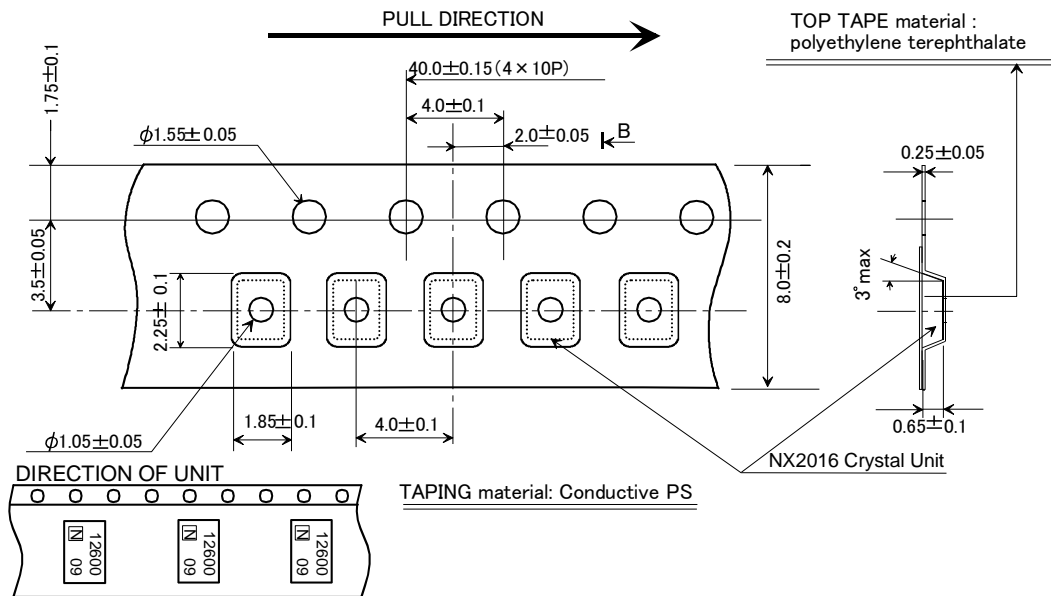 PULL DIRECTION
TOP TAPE material :
polyethylene terephthalate
1.75±0.1
40.0±0.15(4×10P)
4.0±0.1
φ1.55±0.05
2.0±0.05
B
0.25±0.05
3.5±0.05
2.25±0.1
8.0±0.2
3°max
φ1.05±0.05
1.85±0.1
4.0±0.1
0.65±0.1
NX2016 Crystal Unit
DIRECTION OF UNIT
TAPING material: Conductive PS
12600
N 09
12600
N 09
12600
N 09